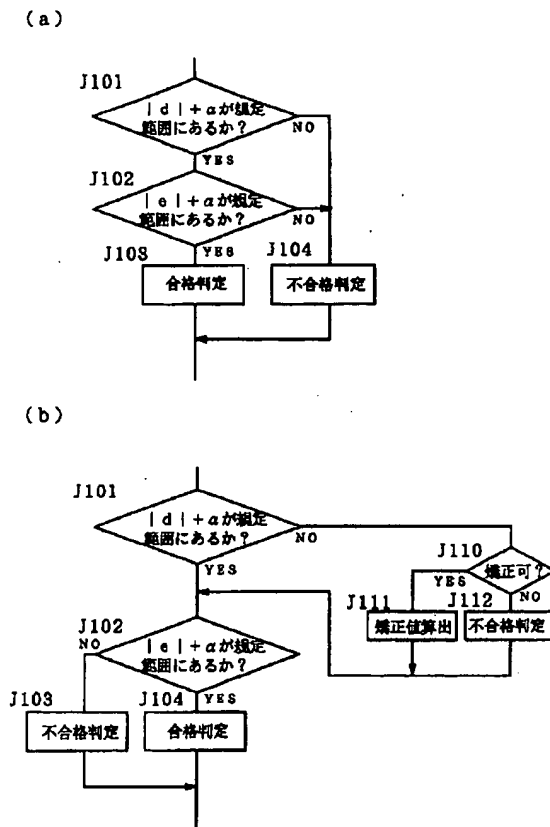 (a)
J101
|d|+αが規定
範囲にあるか?
NO
YES
J102
|e|+αが規定
範囲にあるか?
NO
YES
J103
J104
合格判定
不合格判定
(b)
J101
|d|+αが規定
範囲にあるか?
NO
YES
J110
矯正可?
YES
NO
J111
J112
矯正値算出
不合格判定
J102
NO
|e|+αが規定
範囲にあるか?
YES
J103
J104
不合格判定
合格判定